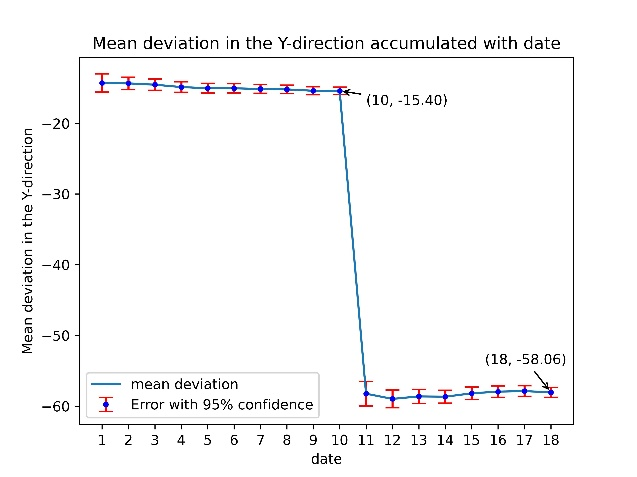 Mean deviation in the Y-direction accumulated with date
Mean deviation in the Y-direction
−20
−30
−40
−50
−60
(10, -15.40)
(18, -58.06)
mean deviation
Error with 95% confidence
1 2 3 4 5 6 7 8 9 10 11 12 13 14 15 16 17 18
date